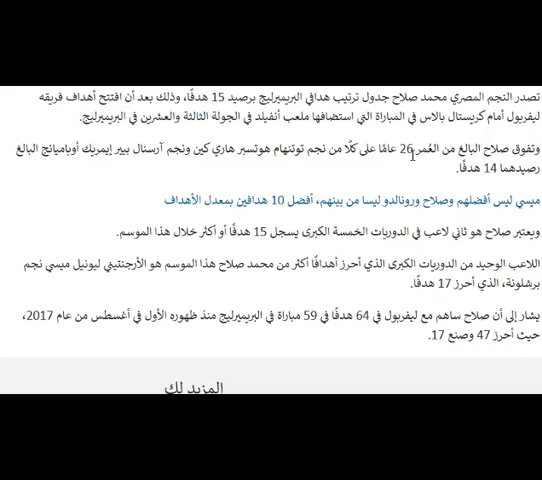 تصدر النجم المصري محمد صلاح جدول ترتيب هدافي البريميرليج برصيد 15 هدفًا، وذلك بعد أن افتتح أهداف فريقه
ليفربول أمام كريستال بالاس في المباراة التي استضافها ملعب أنفيلد في الجولة الثالثة والعشرين في البريميرليج.
وتفوق صلاح البالغ من العُمر 26 عامًا على كلًا من نجم توتنهام هوتسبر هاري كين ونجم آرسنال بيير إيمريك أوباميانج البالغ
رصيدهما 14 هدفًا.
ميسي ليس أفضلهم وصلاح ورونالدو ليسا من بينهم، أفضل 10 هدافين بمعدل الأهداف
ويعتبر صلاح هو ثاني لاعب في الدوريات الخمسة الكبرى يسجل 15 هدفًا أو أكثر خلال هذا الموسم.
اللاعب الوحيد من الدوريات الكبرى الذي أحرز أهدافًا أكثر من محمد صلاح هذا الموسم هو الأرجنتيني ليونيل ميسي نجم
برشلونة، الذي أحرز 17 هدفًا.
يشار إلى أن صلاح ساهم مع ليفربول في 64 هدفًا في 59 مباراة في البريميرليج منذ ظهوره الأول في أغسطس من عام 2017،
حيث أحرز 47 وصنع 17.
المزيد لك